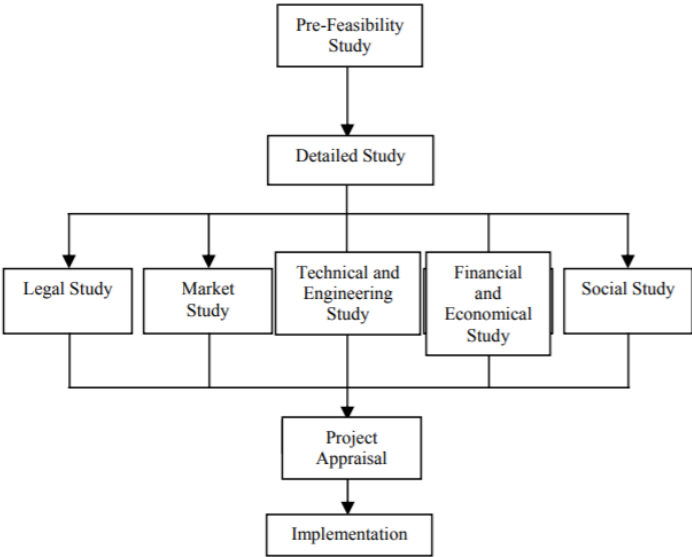 Pre-Feasibility
Study
Detailed Study
Legal Study
Market
Study
Technical and
Engineering
Study
Financial
and
Economical
Study
Social Study
Project
Appraisal
Implementation